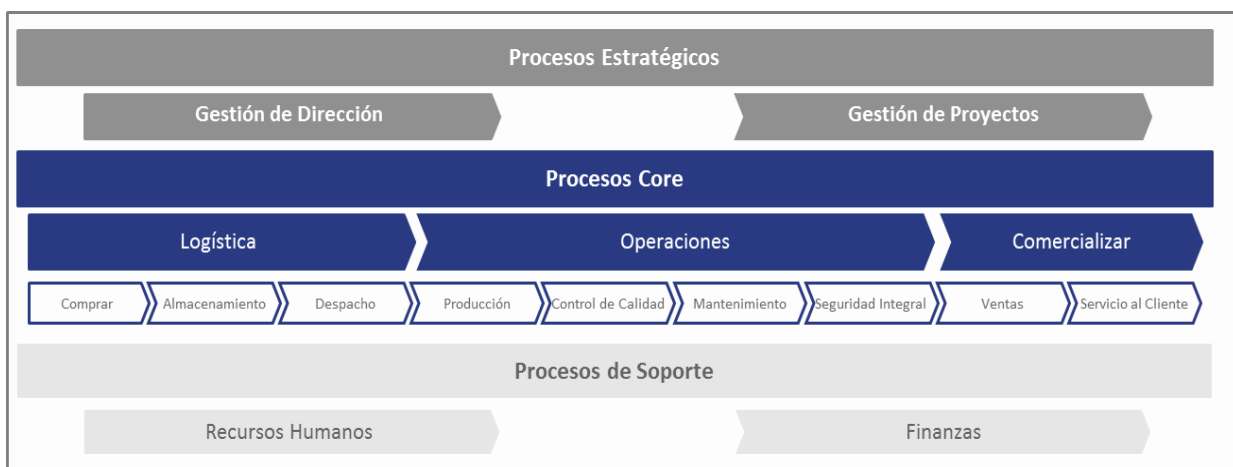 Procesos Estratégicos
Gestión de Dirección
Gestión de Proyectos
Procesos Core
Logística
Operaciones
Comercializar
Comprar
Almacenamiento
Despacho
Producción
Control de Calidad
Mantenimiento
Seguridad Integral
Ventas
Servicio al Cliente
Procesos de Soporte
Recursos Humanos
Finanzas